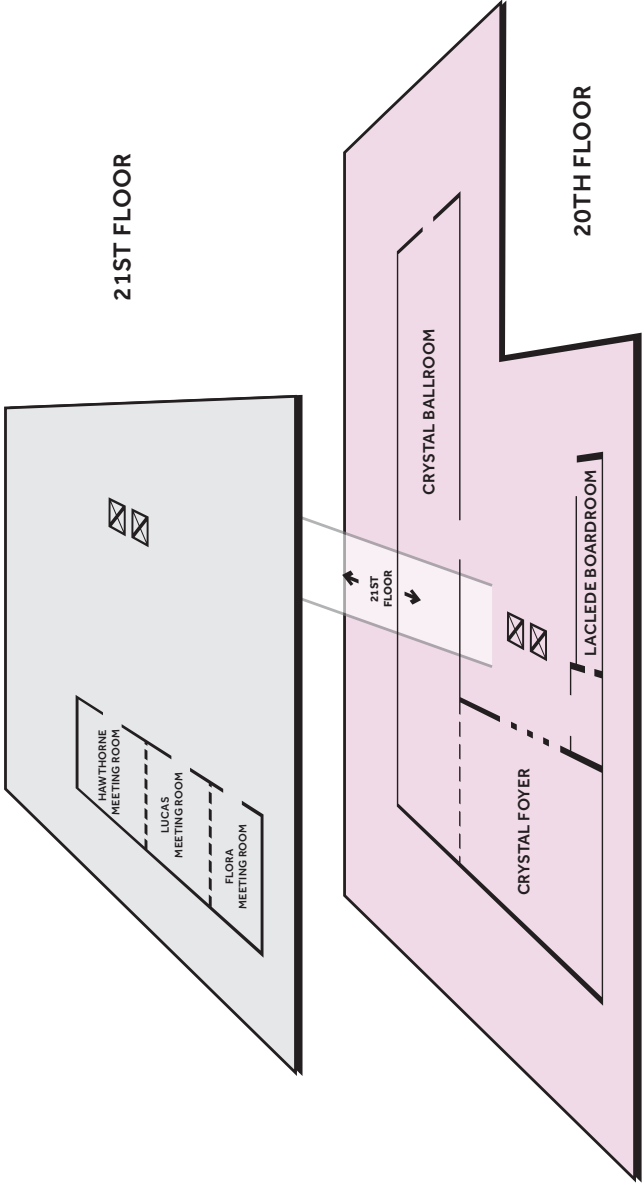 21ST FLOOR
HAWTHORNE
MEETING ROOM
LUCAS
MEETING ROOM
FLORA
MEETING ROOM
20TH FLOOR
21ST
FLOOR
CRYSTAL BALLROOM
CRYSTAL FOYER
LACLEDE BOARDROOM